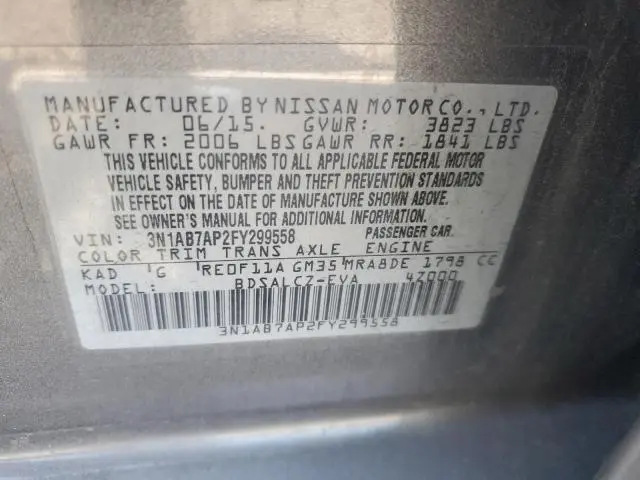 MANUFACTURED BY NISSAN MOTOR CO., LTD.
DATE: 06/15. GVWR: 3823 LBS
GAWR FR: 2006 LBS GAWR RR: 1841 LBS
THIS VEHICLE CONFORMS TO ALL APPLICABLE FEDERAL MOTOR
VEHICLE SAFETY, BUMPER AND THEFT PREVENTION STANDARDS
IN EFFECT ON THE DATE OF MANUFACTURE SHOWN ABOVE.
SEE OWNER'S MANUAL FOR ADDITIONAL INFORMATION.
VIN: 3N1AB7AP2FY299558 PASSENGER CAR.
COLOR TRIM TRANS AXLE ENGINE
KAD G RE0F11A GM35 MRA8DE 1798 CC
MODEL: BDSALCZ-EVA 4Z000
3N1AB7AP2FY299558